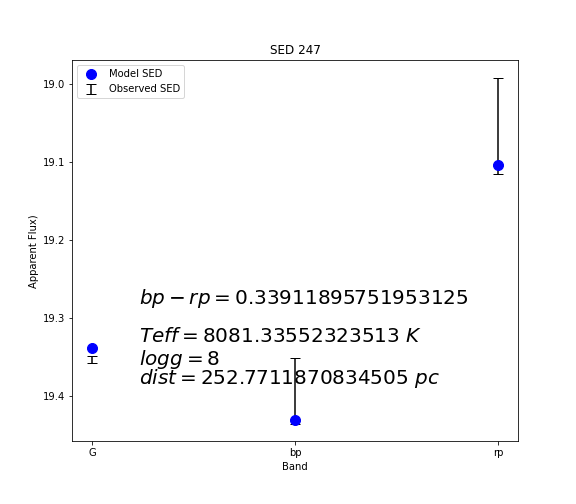 SED 247
Model SED
Observed SED
19.0
19.1
19.2
19.3
19.4
Apparent Flux)
bp − rp = 0.33911895751953125
Teff = 8081.33552323513 K
logg = 8
dist = 252.7711870834505 pc
G bp rp
Band